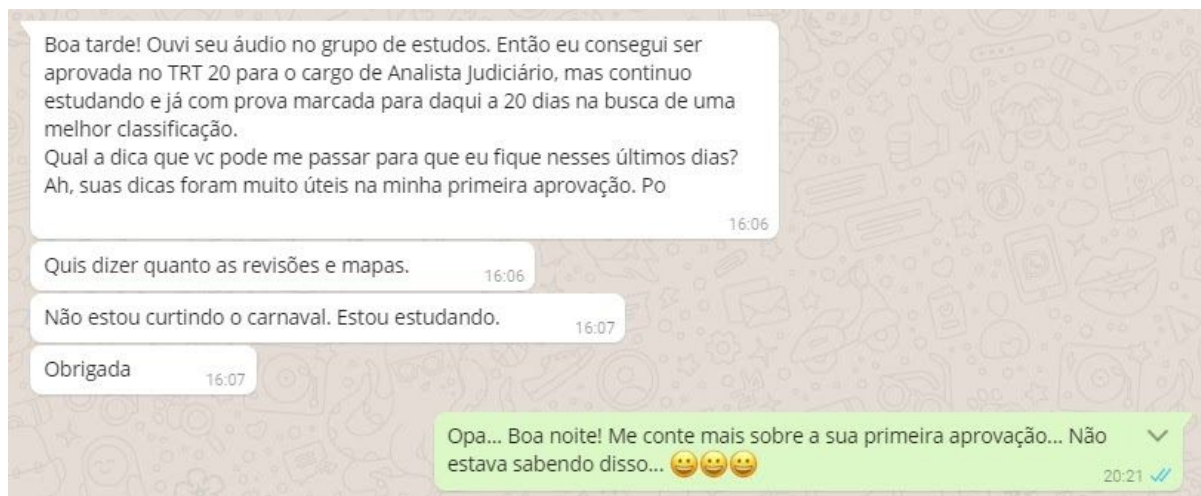 Boa tarde! Ouvi seu áudio no grupo de estudos. Então eu consegui ser
aprovada no TRT 20 para o cargo de Analista Judiciário, mas continuo
estudando e já com prova marcada para daqui a 20 dias na busca de uma
melhor classificação.
Qual a dica que vc pode me passar para que eu fique nesses últimos dias?
Ah, suas dicas foram muito úteis na minha primeira aprovação. Po
16:06
Quis dizer quanto as revisões e mapas.
16:06
Não estou curtindo o carnaval. Estou estudando.
16:07
Obrigada
16:07
Opa... Boa noite! Me conte mais sobre a sua primeira aprovação... Não
estava sabendo disso... 😀😀😀
20:21